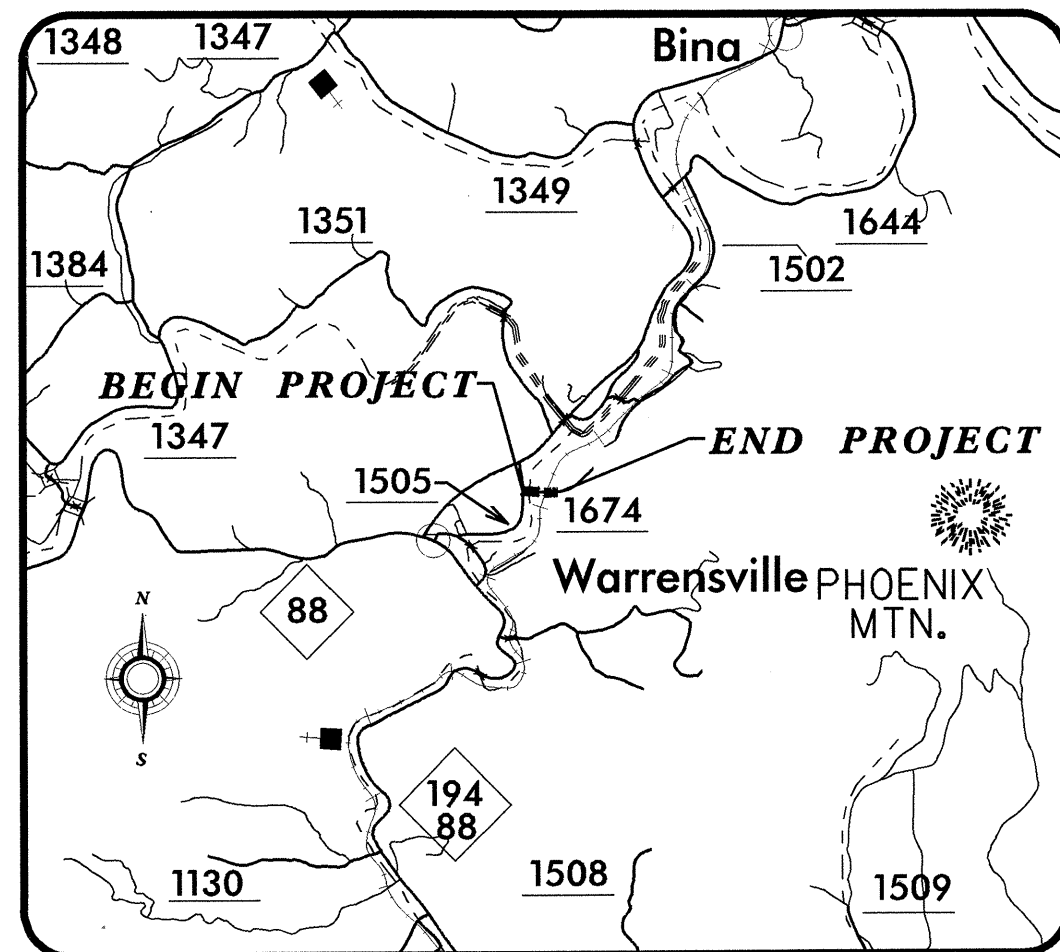 1348
1347
Bina
1349
1351
1644
1384
1502
BEGIN PROJECT
1347
END PROJECT
1505
1674
Warrensville
PHOENIX
MTN.
N
88
S
194
88
1130
1508
1509